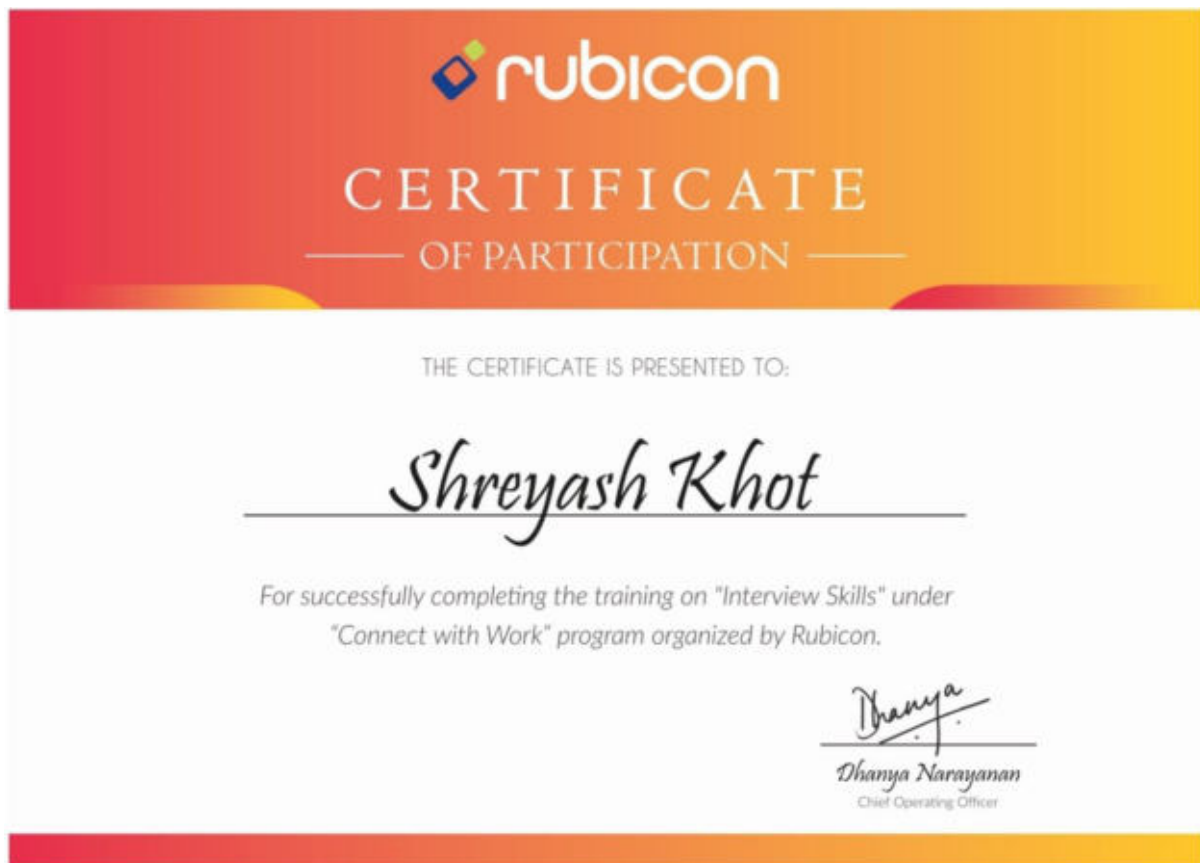 rubicon
CERTIFICATE
OF PARTICIPATION
THE CERTIFICATE IS PRESENTED TO:
Shreyash Khot
For successfully completing the training on "Interview Skills" under
“Connect with Work” program organized by Rubicon.
Dhanya
Dhanya Narayanan
Chief Operating Officer